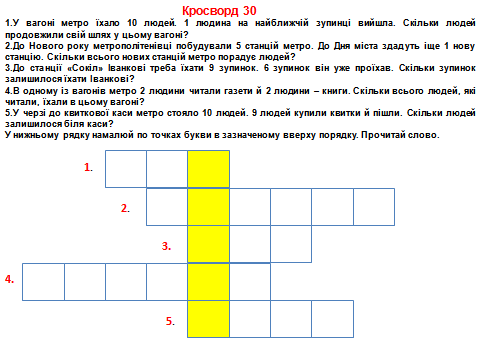 Кросворд 30
1.У вагоні метро їхало 10 людей. 1 людина на найближчій зупинці вийшла. Скільки людей
продовжили свій шлях у цьому вагоні?
2.До Нового року метрополітенівці побудували 5 станцій метро. До Дня міста здадуть іще 1 нову
станцію. Скільки всього нових станцій метро порадує людей?
3.До станції «Сокіл» Іванкові треба їхати 9 зупинок. 6 зупинок він уже проїхав. Скільки зупинок
залишилося їхати Іванкові?
4.В одному із вагонів метро 2 людини читали газети й 2 людини – книги. Скільки всього людей, які
читали, їхали в цьому вагоні?
5.У черзі до квиткової каси метро стояло 10 людей. 9 людей купили квитки й пішли. Скільки людей
залишилося біля каси?
У нижньому рядку намалюй по точках букви в зазначеному вверху порядку. Прочитай слово.
1.
2.
3.
4.
5.